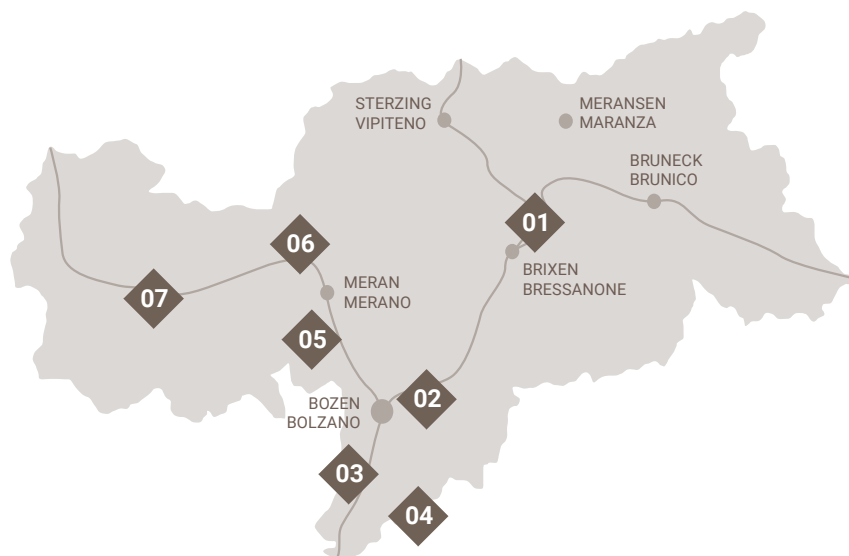 STERZING
VIPITENO
MERANSEN
MARANZA
BRUNECK
BRUNICO
01
06
BRIXEN
BRESSANONE
MERAN
MERANO
07
05
BOZEN
BOLZANO
02
03
04